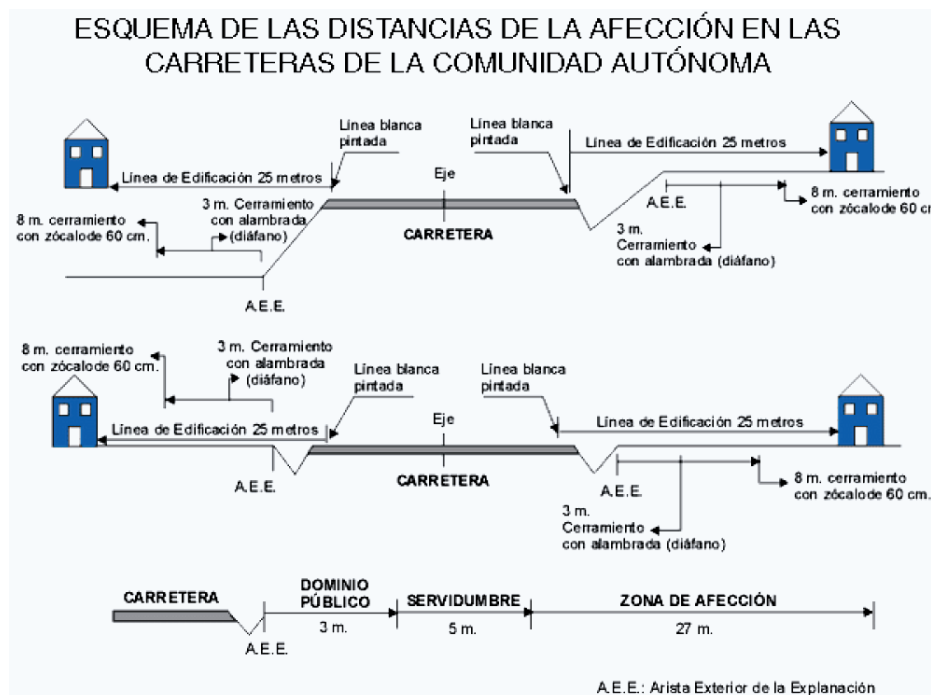 ESQUEMA DE LAS DISTANCIAS DE LA AFECCIÓN EN LAS
CARRETERAS DE LA COMUNIDAD AUTÓNOMA
Línea blanca
pintada
Línea blanca
pintada
Línea de Edificación 25 metros
Línea de Edificación 25 metros
Eje
CARRETERA
8 m. cerramiento
con zócalode 60 cm.
3 m. Cerramiento
con alambrada
(diáfano)
A.E.E.
A.E.E.
3 m.
Cerramiento
con alambrada (diáfano)
8 m. cerramiento
con zócalode 60 cm
8 m. cerramiento
con zócalode 60 cm.
3 m. Cerramiento
con alambrada
(diáfano)
Línea blanca
pintada
Línea blanca
pintada
Línea de Edificación 25 metros
Línea de Edificación 25 metros
Eje
CARRETERA
A.E.E.
A.E.E.
3 m.
Cerramiento
con alambrada (diáfano)
8 m. cerramiento
con zócalode 60 cm.
CARRETERA
A.E.E.
DOMINIO
PÚBLICO
3 m.
SERVIDUMBRE
5 m.
ZONA DE AFECCIÓN
27 m.
A.E.E.: Arista Exterior de la Explanación